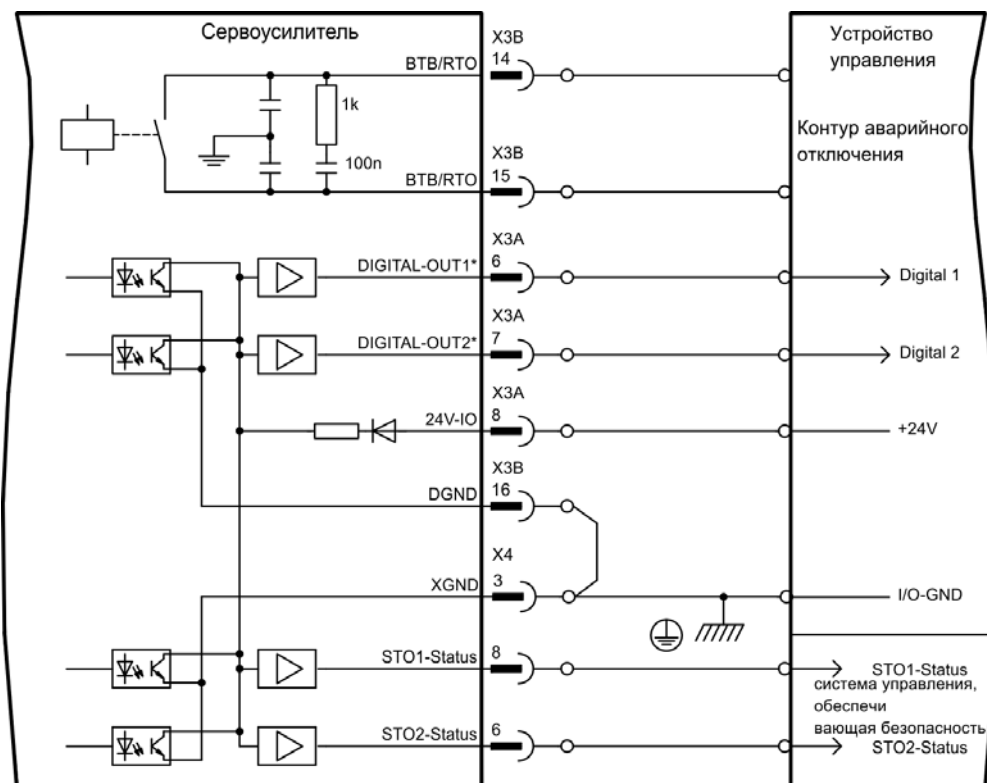 Сервоусилитель
Устройство
управления
X3B
BTB/RTO
14
1k
Контур аварийного
отключения
100n
X3B
BTB/RTO
15
X3A
DIGITAL-OUT1*
6
Digital 1
X3A
DIGITAL-OUT2*
7
Digital 2
X3A
24V-IO
8
+24V
X3B
DGND
16
X4
XGND
3
I/O-GND
STO1-Status
8
STO1-Status
система управления,
обеспечи
вающая безопасность
STO2-Status
6
STO2-Status